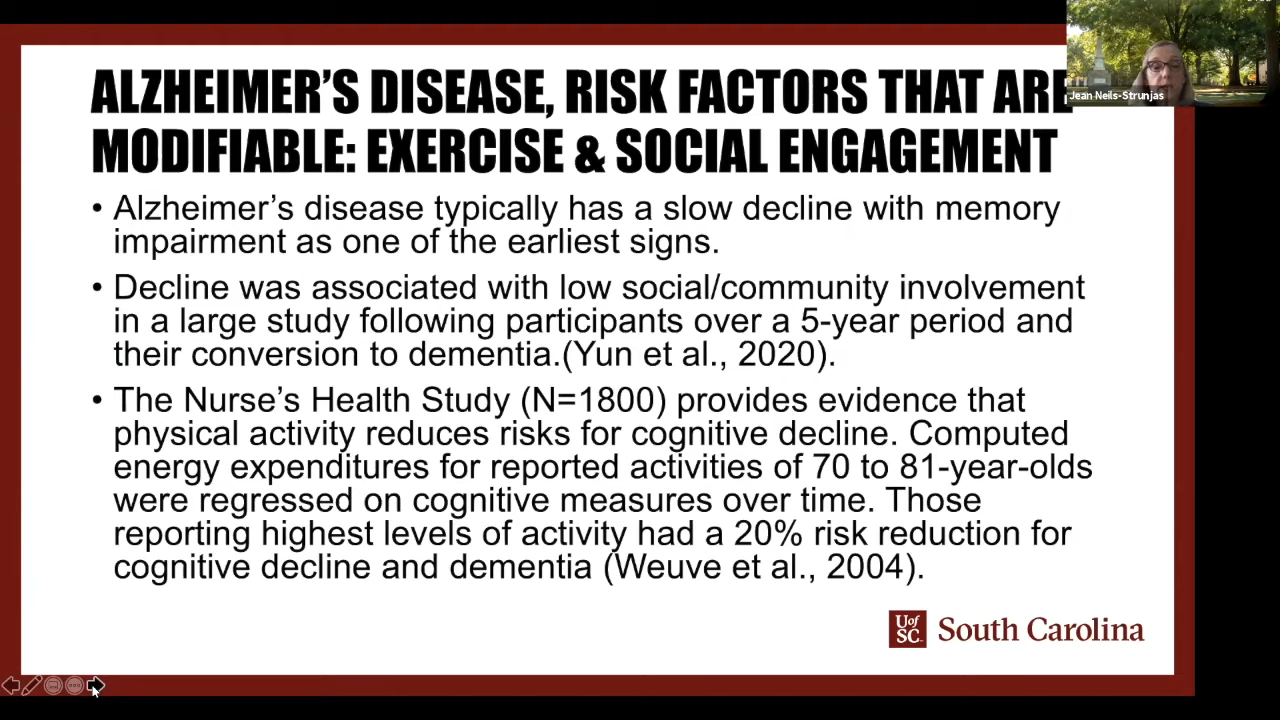 ALZHEIMER'S DISEASE, RISK FACTORS THAT ARE
Jean Neils-Strunjas
MODIFIABLE: EXERCISE & SOCIAL ENGAGEMENT
• Alzheimer's disease typically has a slow decline with memory
impairment as one of the earliest signs.
• Decline was associated with low social/community involvement
in a large study following participants over a 5-year period and
their conversion to dementia.(Yun et al., 2020).
• The Nurse's Health Study (N=1800) provides evidence that
physical activity reduces risks for cognitive decline. Computed
energy expenditures for reported activities of 70 to 81-year-olds
were regressed on cognitive measures over time. Those
reporting highest levels of activity had a 20% risk reduction for
cognitive decline and dementia (Weuve et al., 2004).
U of
SC
South Carolina